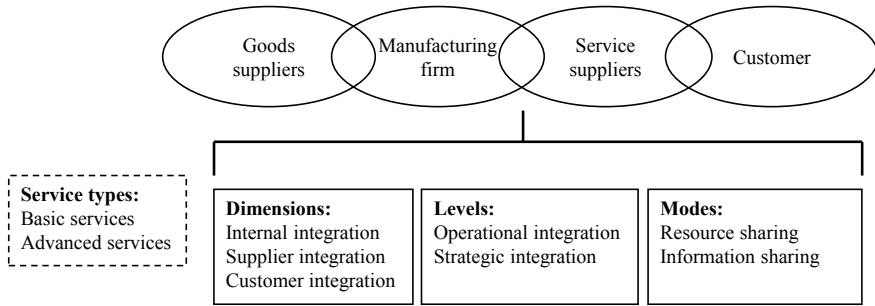 Goods
suppliers
Manufacturing
firm
Service
suppliers
Customer
Service types:
Basic services
Advanced services
Dimensions:
Internal integration
Supplier integration
Customer integration
Levels:
Operational integration
Strategic integration
Modes:
Resource sharing
Information sharing